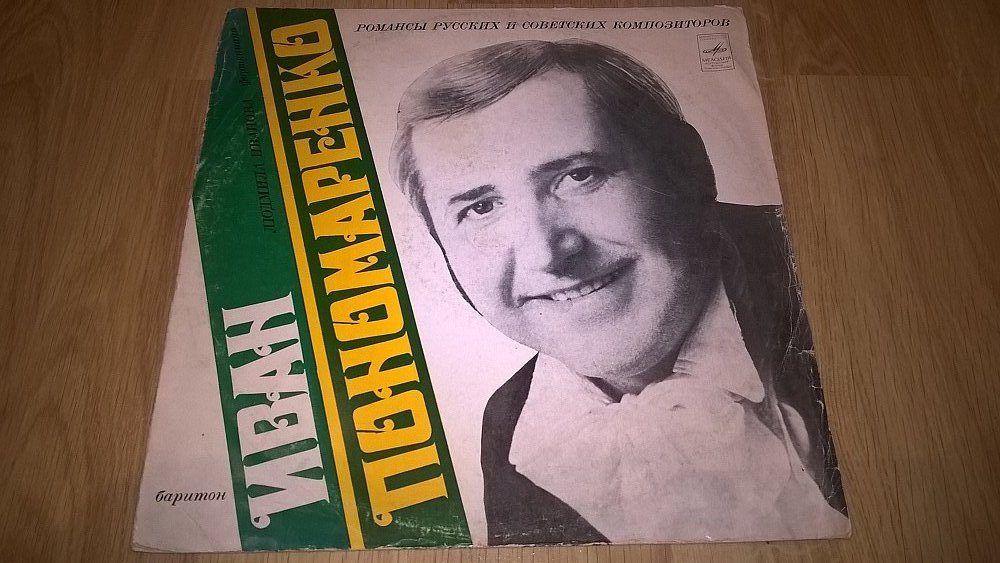 РОМАНСЫ РУССКИХ И СОВЕТСКИХ КОМПОЗИТОРОВ
МЕЛОДИЯ
ИВАН
ПОНОМАРЕНКО
баритон
ЛЮДМИЛА ИВАНОВА фортепиано